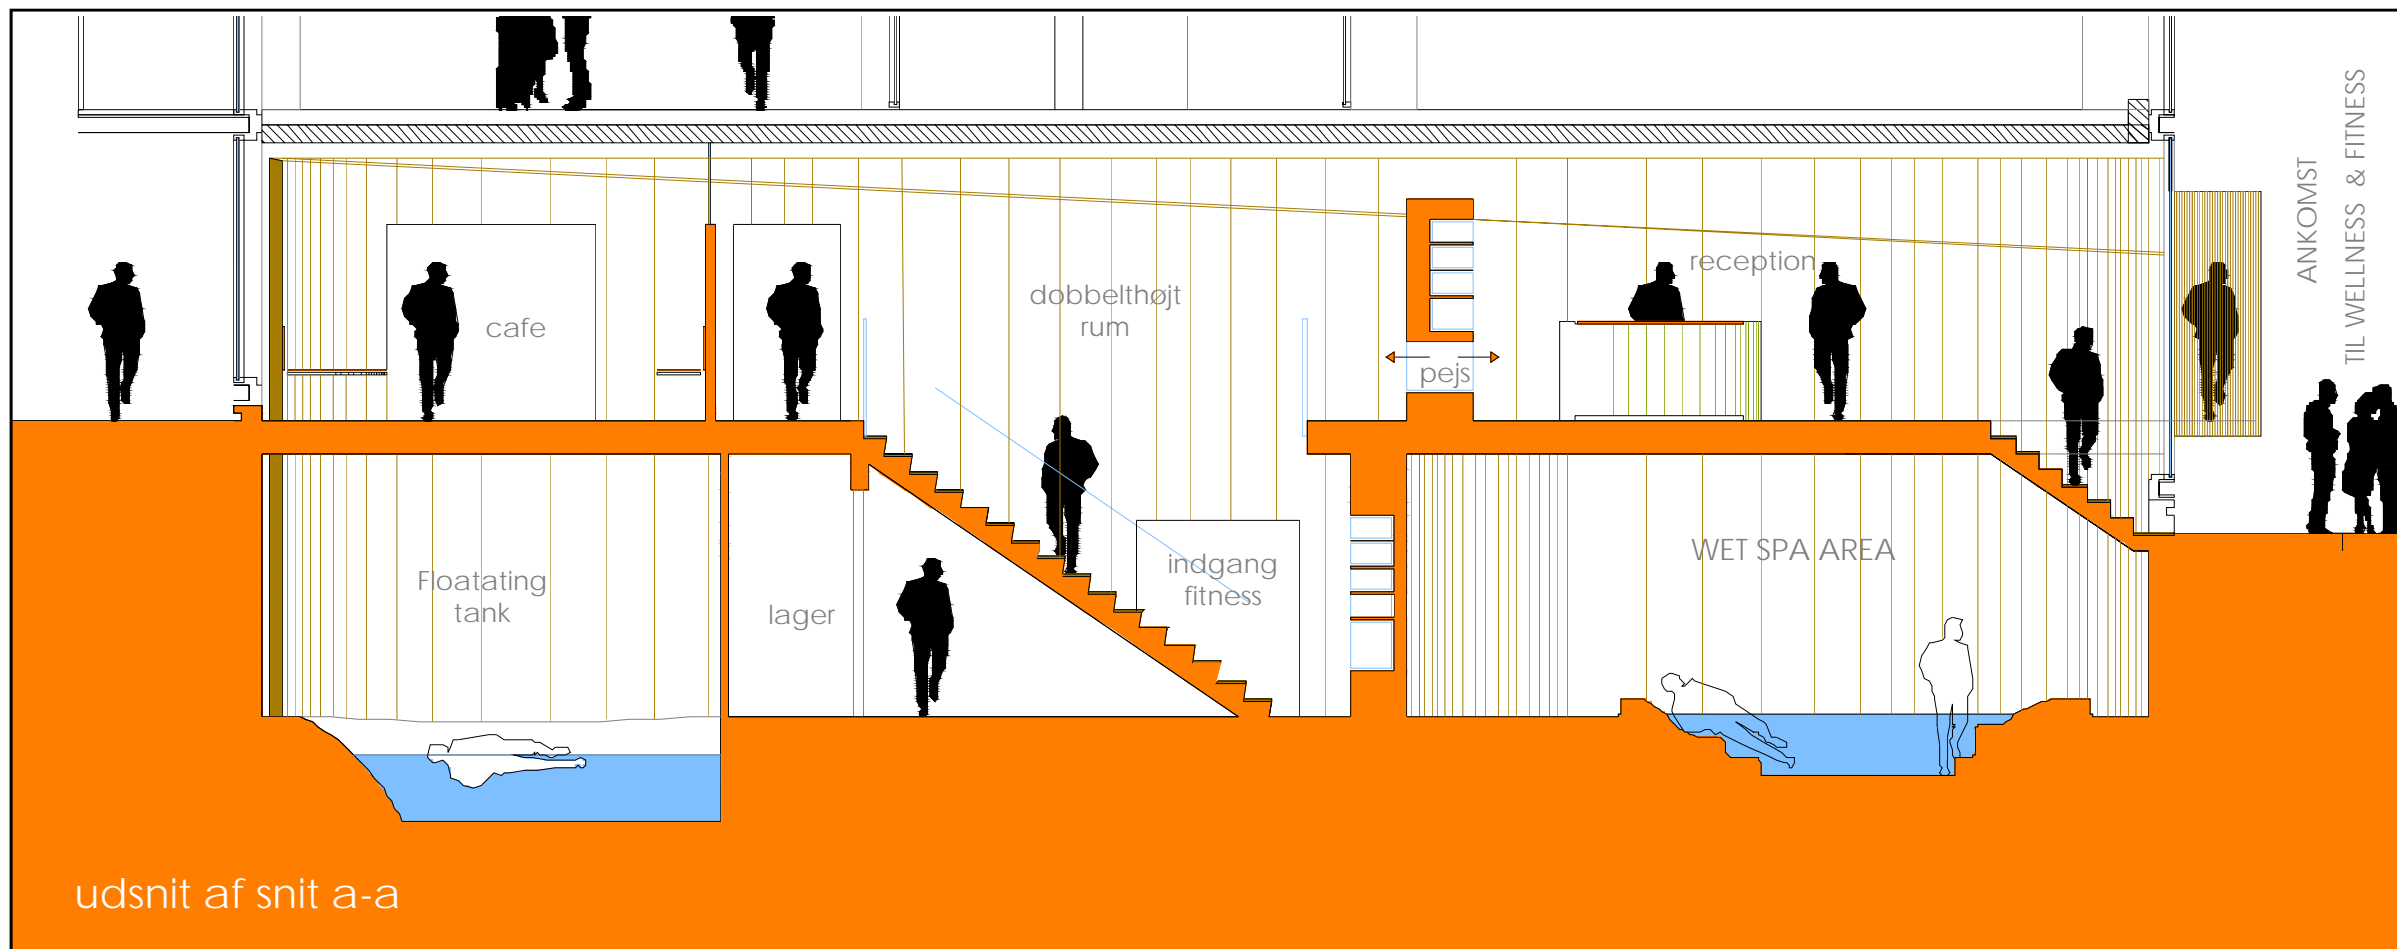 ANKOMST
TIL WELLNESS & FITNESS
reception
cafe
dobbelthøjt
rum
pejs
Floatating
tank
lager
indgang
fitness
WET SPA AREA
udsnit af snit a-a